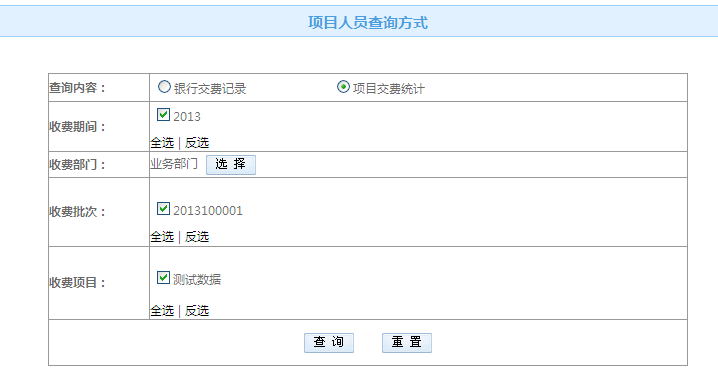 项目人员查询方式
查询内容： 银行交费记录 项目交费统计
收费期间： 2013
全选 | 反选
收费部门： 业务部门 选 择
收费批次： 2013100001
全选 | 反选
收费项目： 测试数据
全选 | 反选
查 询 重 置